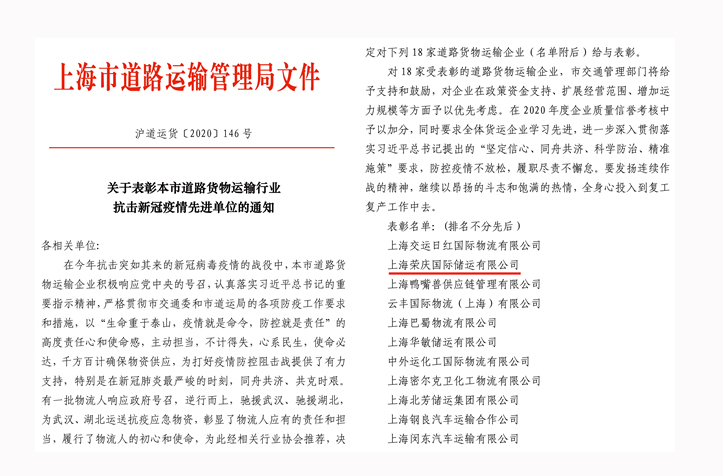 上海市道路运输管理局文件
沪道运货〔2020〕146 号
关于表彰本市道路货物运输行业
抗击新冠疫情先进单位的通知
各相关单位：
在今年抗击突如其来的新冠病毒疫情的战役中，本市道路货
物运输企业积极响应党中央的号召，认真落实习近平总书记的重
要指示精神，严格贯彻市交通委和市道运局的各项防疫工作要求
和措施，以“生命重于泰山，疫情就是命令，防控就是责任”的
高度责任心和使命感，主动担当，不计得失，心系民生，使命必
达，千方百计确保物资供应，为打好疫情防控阻击战提供了有力
支持，特别是在新冠肺炎最严峻的时刻，同舟共济、共克时艰。
有一批物流人响应政府号召，逆行而上，驰援武汉、驰援湖北，
为武汉、湖北运送抗疫应急物资，彰显了物流人应有的责任和担
当，履行了物流人的初心和使命，为此经相关行业协会推荐，决
定对下列 18 家道路货物运输企业（名单附后）给与表彰。
对 18 家受表彰的道路货物运输企业，市交通管理部门将给
予支持和鼓励，对企业在政策资金支持、扩展经营范围、增加运
力规模等方面予以优先考虑。在 2020 年度企业质量信誉考核中
予以加分，同时要求全体货运企业学习先进，进一步深入贯彻落
实习近平总书记提出的“坚定信心、同舟共济、科学防治、精准
施策”要求，防控疫情不放松，履职尽责不懈怠。要发扬连续作
战的精神，继续以昂扬的斗志和饱满的热情，全身心投入到复工
复产工作中去。
表彰名单：（排名不分先后）
上海交运日红国际物流有限公司
上海荣庆国际储运有限公司
上海鸭嘴兽供应链管理有限公司
云丰国际物流（上海）有限公司
上海巴蜀物流有限公司
上海华敏储运有限公司
中外运化工国际物流有限公司
上海密尔克卫化工物流有限公司
上海北芳储运集团有限公司
上海钢良汽车运输合作公司
上海闵东汽车运输有限公司